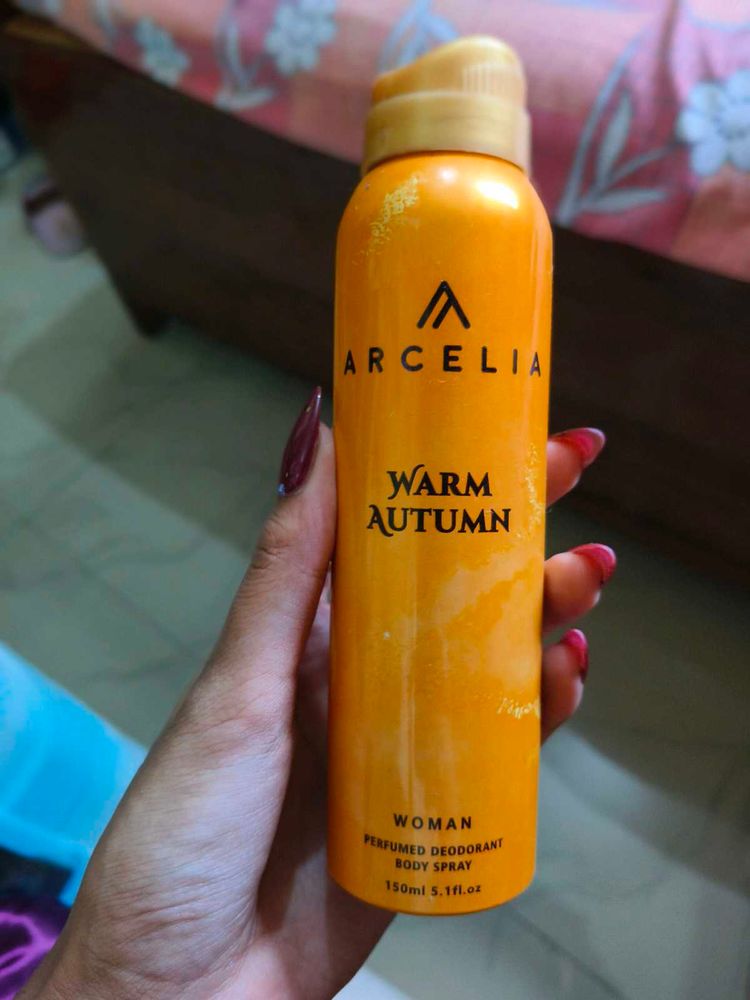 ARCELIA
WARM
AUTUMN
WOMAN
PERFUMED DEODORANT
BODY SPRAY
150ml 5.1fl.oz